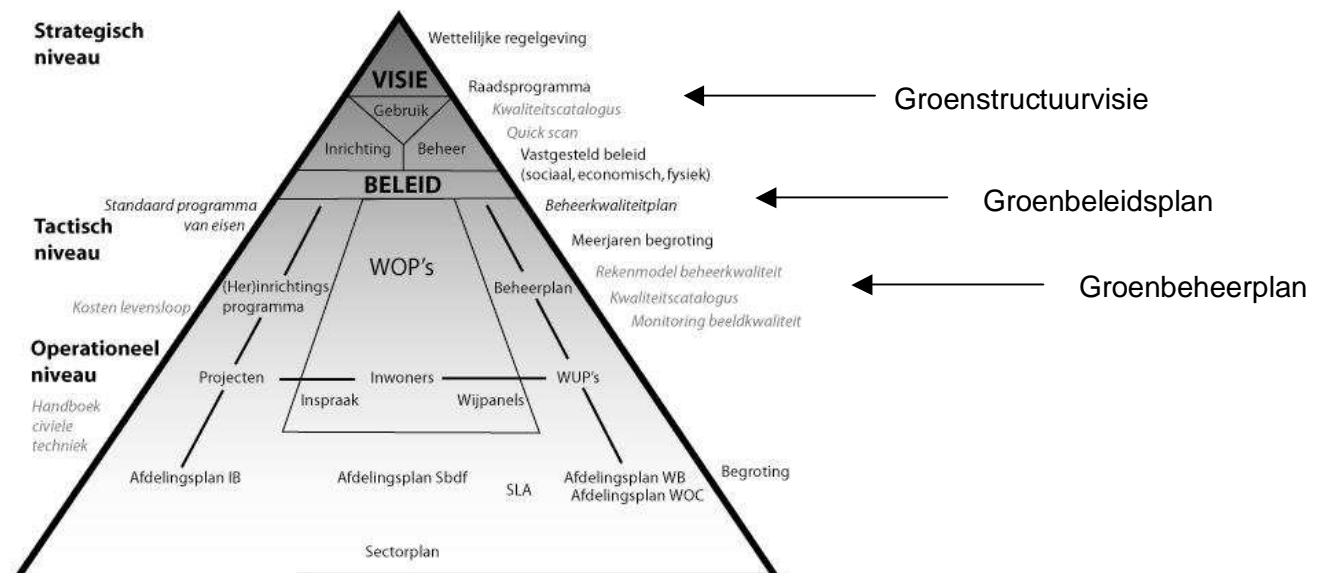 Strategisch
niveau
Wettelijke regelgeving
VISIE
Raadsprogramma
Groenstructuurvisie
Gebruik
Kwaliteitscatalogus
Quick scan
Inrichting
Beheer
Vastgesteld beleid
(sociaal, economisch, fysiek)
BELEID
Standaard programma
van eisen
Beheerkwaliteitplan
Groenbeleidsplan
Tactisch
niveau
Meerjaren begroting
WOP's
Rekenmodel beheerkwaliteit
(Her)inrichtings
programma
Beheerplan
Kwaliteitscatalogus
Groenbeheerplan
Kosten levensloop
Monitoring beeldkwaliteit
Operationeel
niveau
Projecten
Inwoners
WUP's
Inspraak
Wijpanels
Handboek
civiele
techniek
Afdelingsplan IB
Afdelingsplan Sbdf
SLA
Afdelingsplan WB
Afdelingsplan WOC
Begroting
Sectorplan